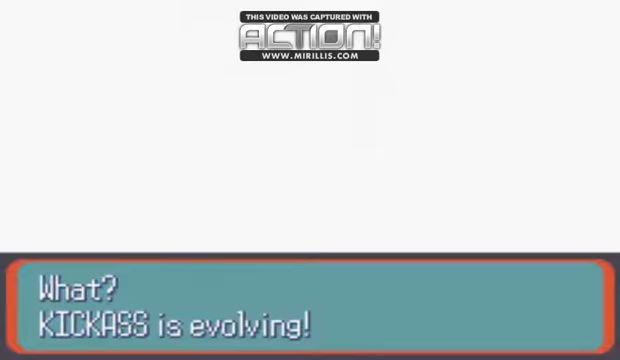 THIS VIDEO WAS CAPTURED WITH
ACTION!
WWW.MIRILLIS.COM
What?
KICKASS is evolving!